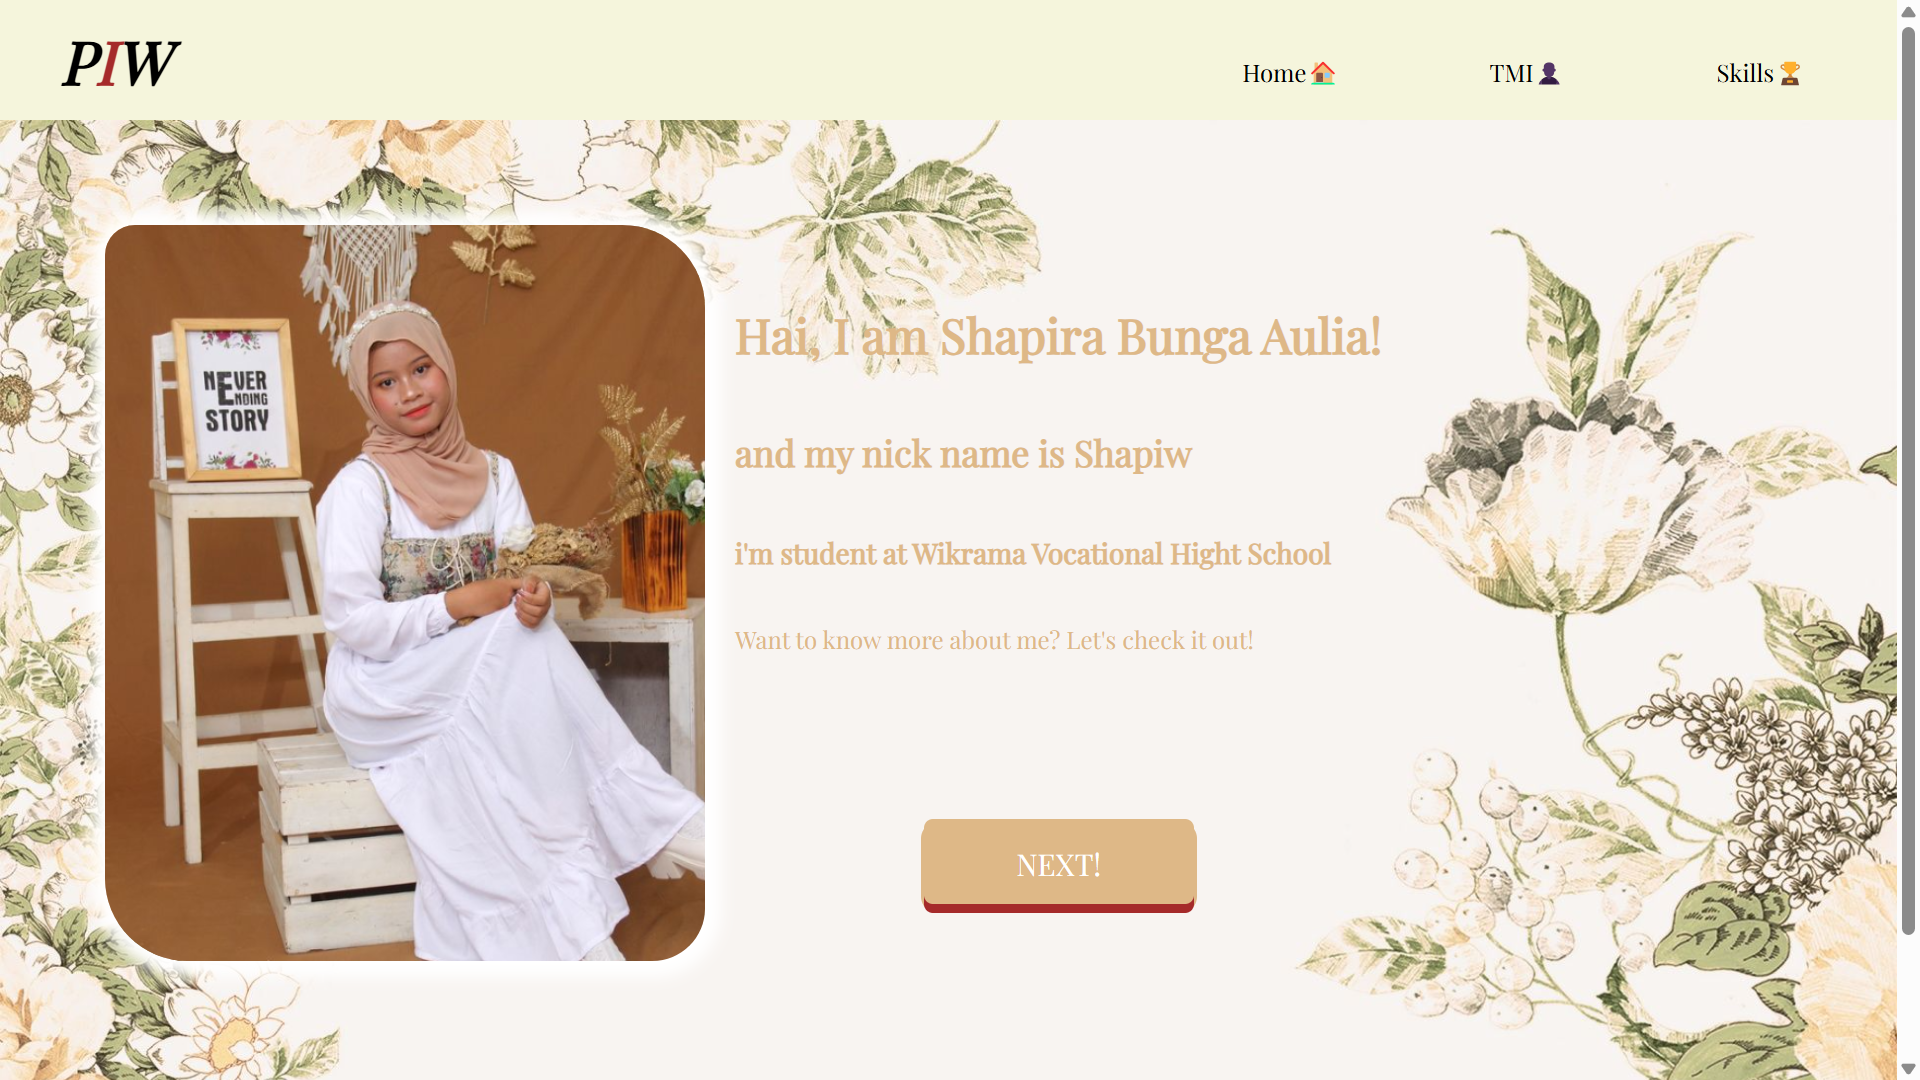 PIW
Home
TMI
Skills
NEVER
ENDING
STORY
Hai, I am Shapira Bunga Aulia!
and my nick name is Shapiw
i'm student at Wikrama Vocational Hight School
Want to know more about me? Let's check it out!
NEXT!